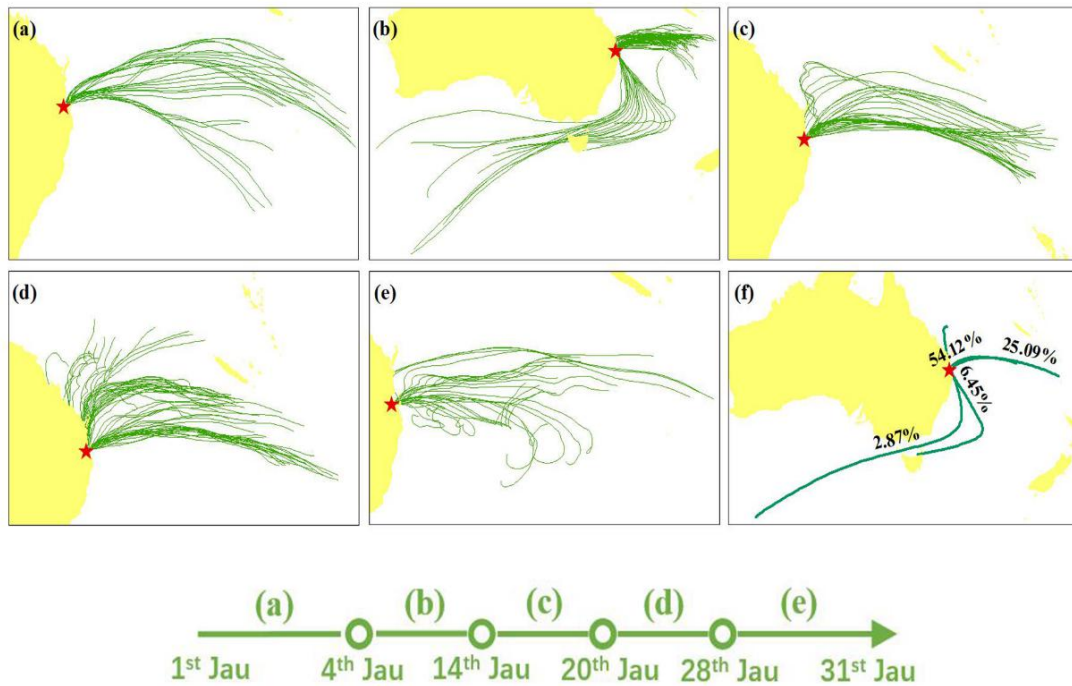 (a)
(b)
(c)
(d)
(e)
(f)
54.12%
25.09%
6.45%
2.87%
(a) (b) (c) (d) (e)
1st Jau 4th Jau 14th Jau 20th Jau 28th Jau 31st Jau